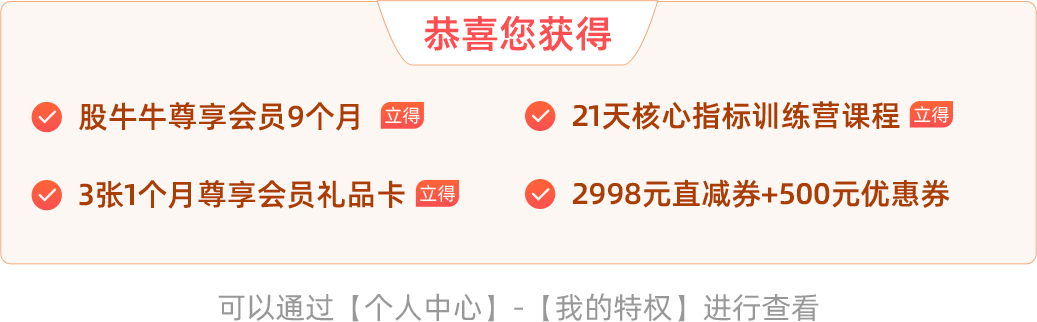 恭喜您获得
股牛牛尊享会员9个月 立得
21天核心指标训练营课程 立得
3张1个月尊享会员礼品卡 立得
2998元直减券+500元优惠券
可以通过【个人中心】-【我的特权】进行查看